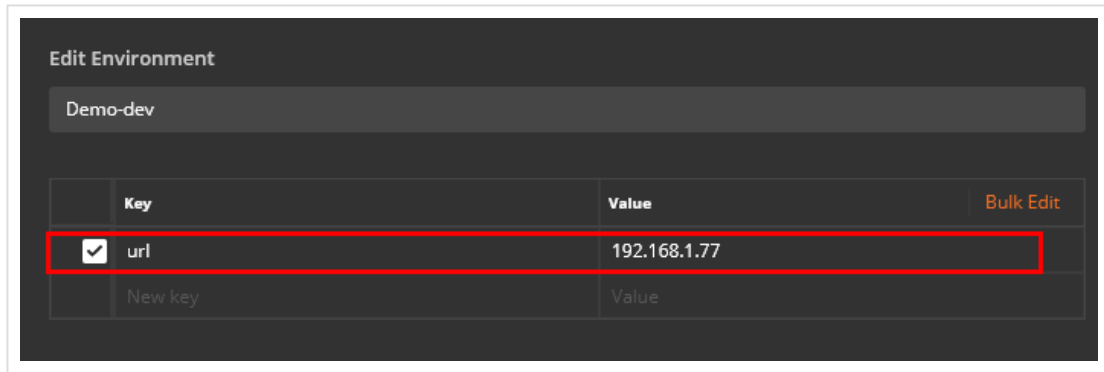 Edit Environment
Demo-dev
Key Value Bulk Edit
url 192.168.1.77
New key Value